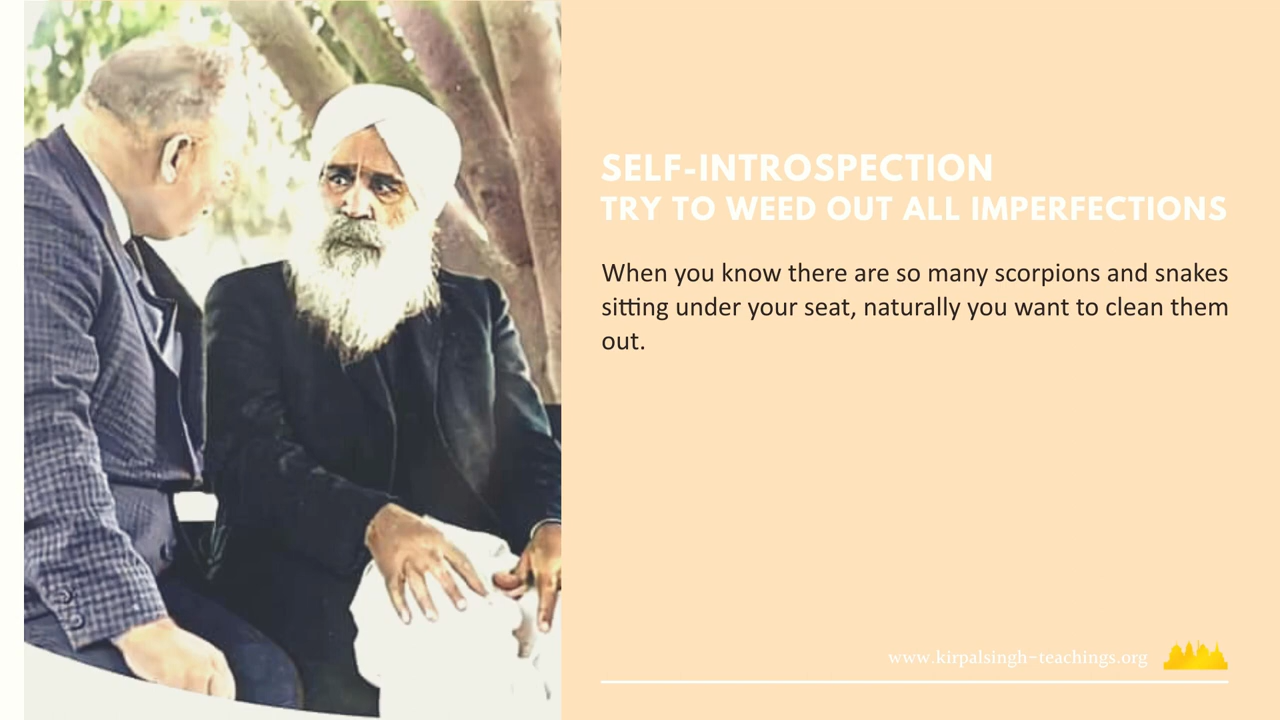 SELF-INTROSPECTION
TRY TO WEED OUT ALL IMPERFECTIONS
When you know there are so many scorpions and snakes
sitting under your seat, naturally you want to clean them
out.
www.kirpalsingh-teachings.org